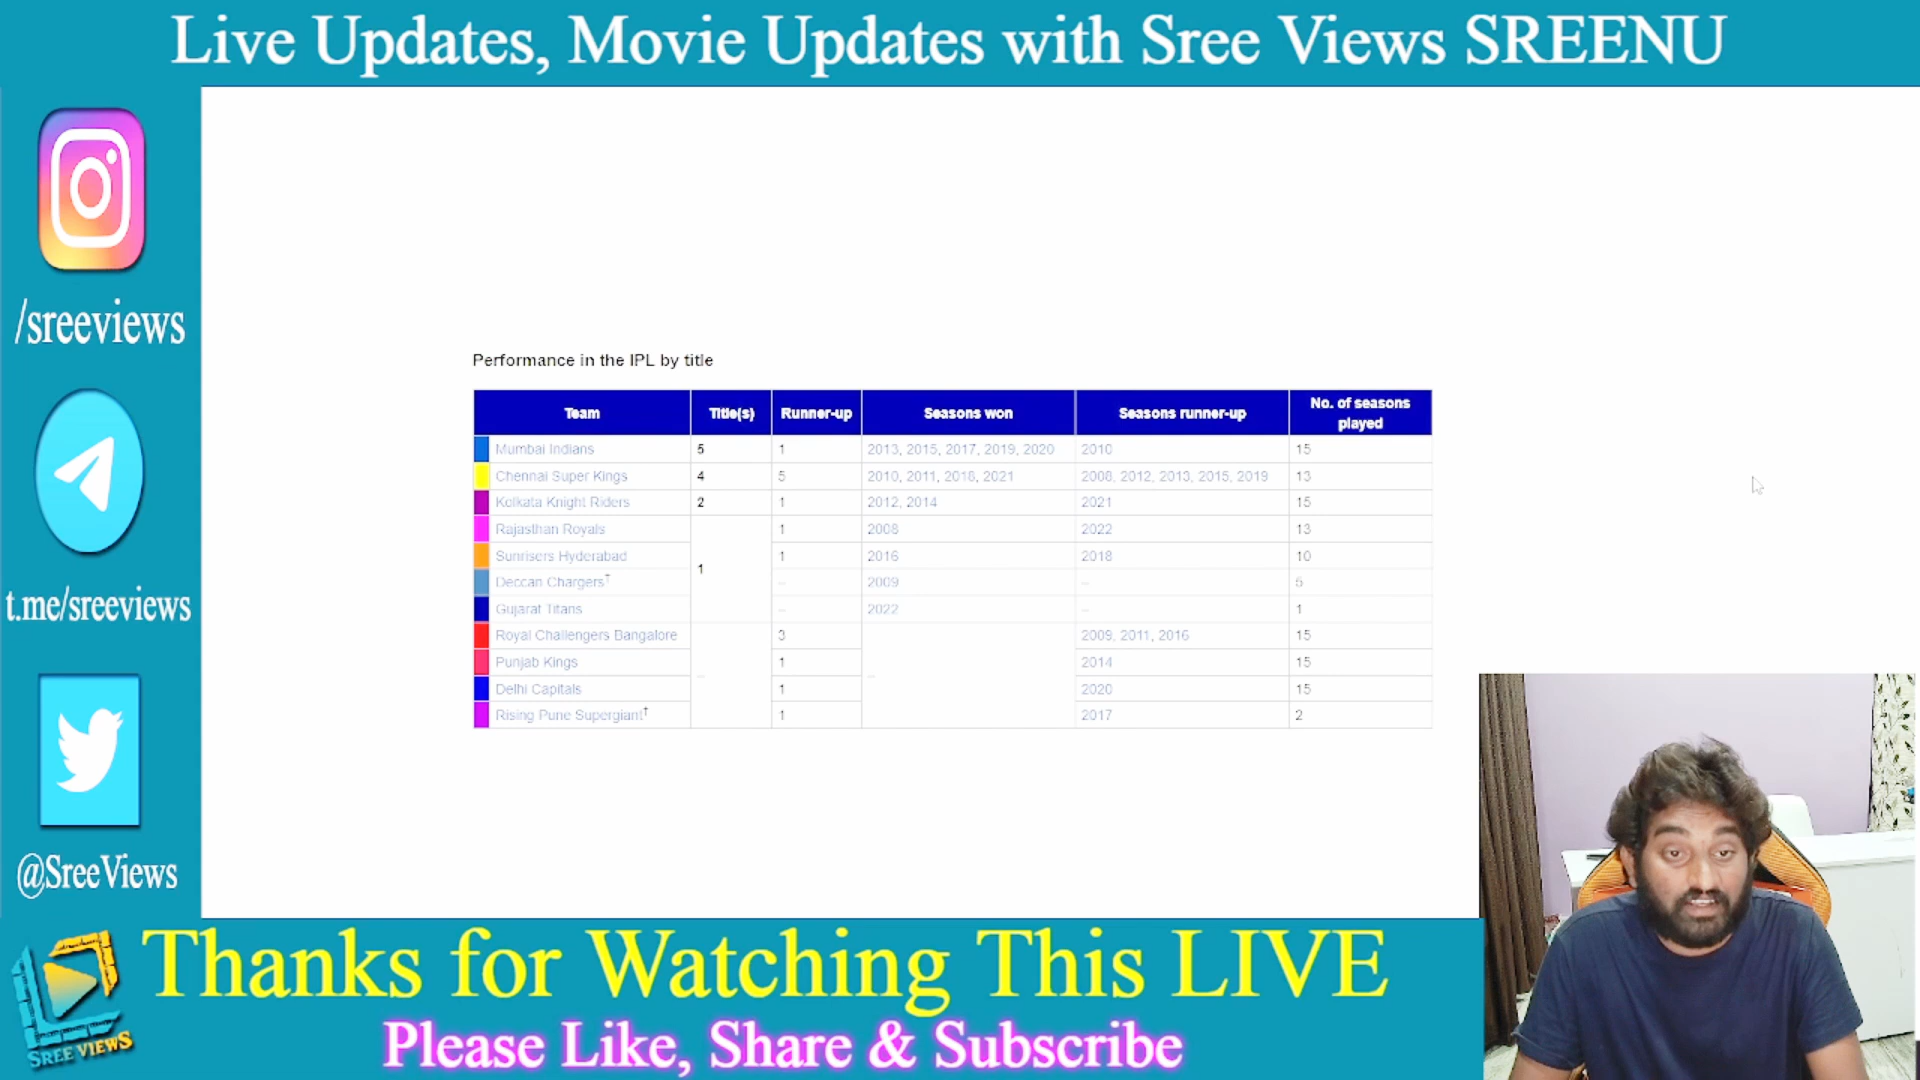 Live Updates, Movie Updates with Sree Views SREENU
/sreeviews
t.me/sreeviews
@SreeViews
Performance in the IPL by title
Team Title(s) Runner-up Seasons won Seasons runner-up No. of seasons played
Mumbai Indians 5 1 2013, 2015, 2017, 2019, 2020 2010 15
Chennai Super Kings 4 5 2010, 2011, 2018, 2021 2008, 2012, 2013, 2015, 2019 13
Kolkata Knight Riders 2 1 2012, 2014 2021 15
Rajasthan Royals 1 1 2008 2022 13
Sunrisers Hyderabad 1 2016 2018 10
Deccan Chargers† – 2009 – 5
Gujarat Titans – 2022 – 1
Royal Challengers Bangalore – 3 – 2009, 2011, 2016 15
Punjab Kings 1 2014 15
Delhi Capitals 1 2020 15
Rising Pune Supergiant† 1 2017 2
Thanks for Watching This LIVE
Please Like, Share & Subscribe
SREE VIEWS